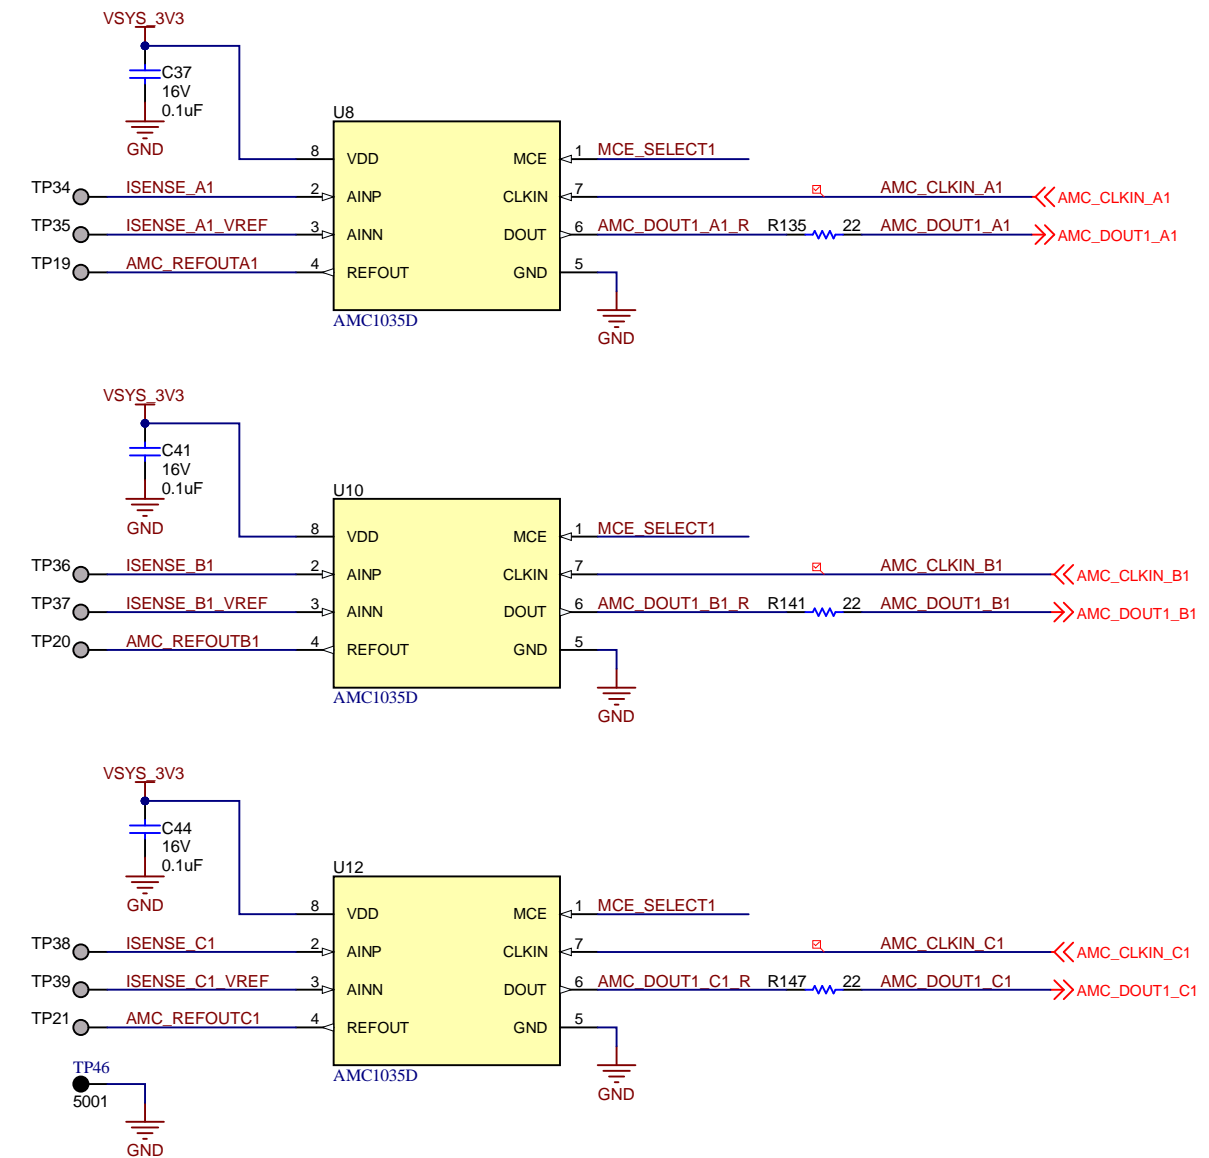 VSYS_3V3
C37
16V
0.1uF
GND
U8
8 VDD MCE 1 MCE_SELECT1
TP34 ISENSE_A1 2 AINP CLKIN 7 AMC_CLKIN_A1 AMC_CLKIN_A1
TP35 ISENSE_A1_VREF 3 AINN DOUT 6 AMC_DOUT1_A1_R R135 22 AMC_DOUT1_A1 AMC_DOUT1_A1
TP19 AMC_REFOUTA1 4 REFOUT GND 5
AMC1035D
GND
VSYS_3V3
C41
16V
0.1uF
GND
U10
8 VDD MCE 1 MCE_SELECT1
TP36 ISENSE_B1 2 AINP CLKIN 7 AMC_CLKIN_B1 AMC_CLKIN_B1
TP37 ISENSE_B1_VREF 3 AINN DOUT 6 AMC_DOUT1_B1_R R141 22 AMC_DOUT1_B1 AMC_DOUT1_B1
TP20 AMC_REFOUTB1 4 REFOUT GND 5
AMC1035D
GND
VSYS_3V3
C44
16V
0.1uF
GND
U12
8 VDD MCE 1 MCE_SELECT1
TP38 ISENSE_C1 2 AINP CLKIN 7 AMC_CLKIN_C1 AMC_CLKIN_C1
TP39 ISENSE_C1_VREF 3 AINN DOUT 6 AMC_DOUT1_C1_R R147 22 AMC_DOUT1_C1 AMC_DOUT1_C1
TP21 AMC_REFOUTC1 4 REFOUT GND 5
AMC1035D
GND
TP46
5001
GND